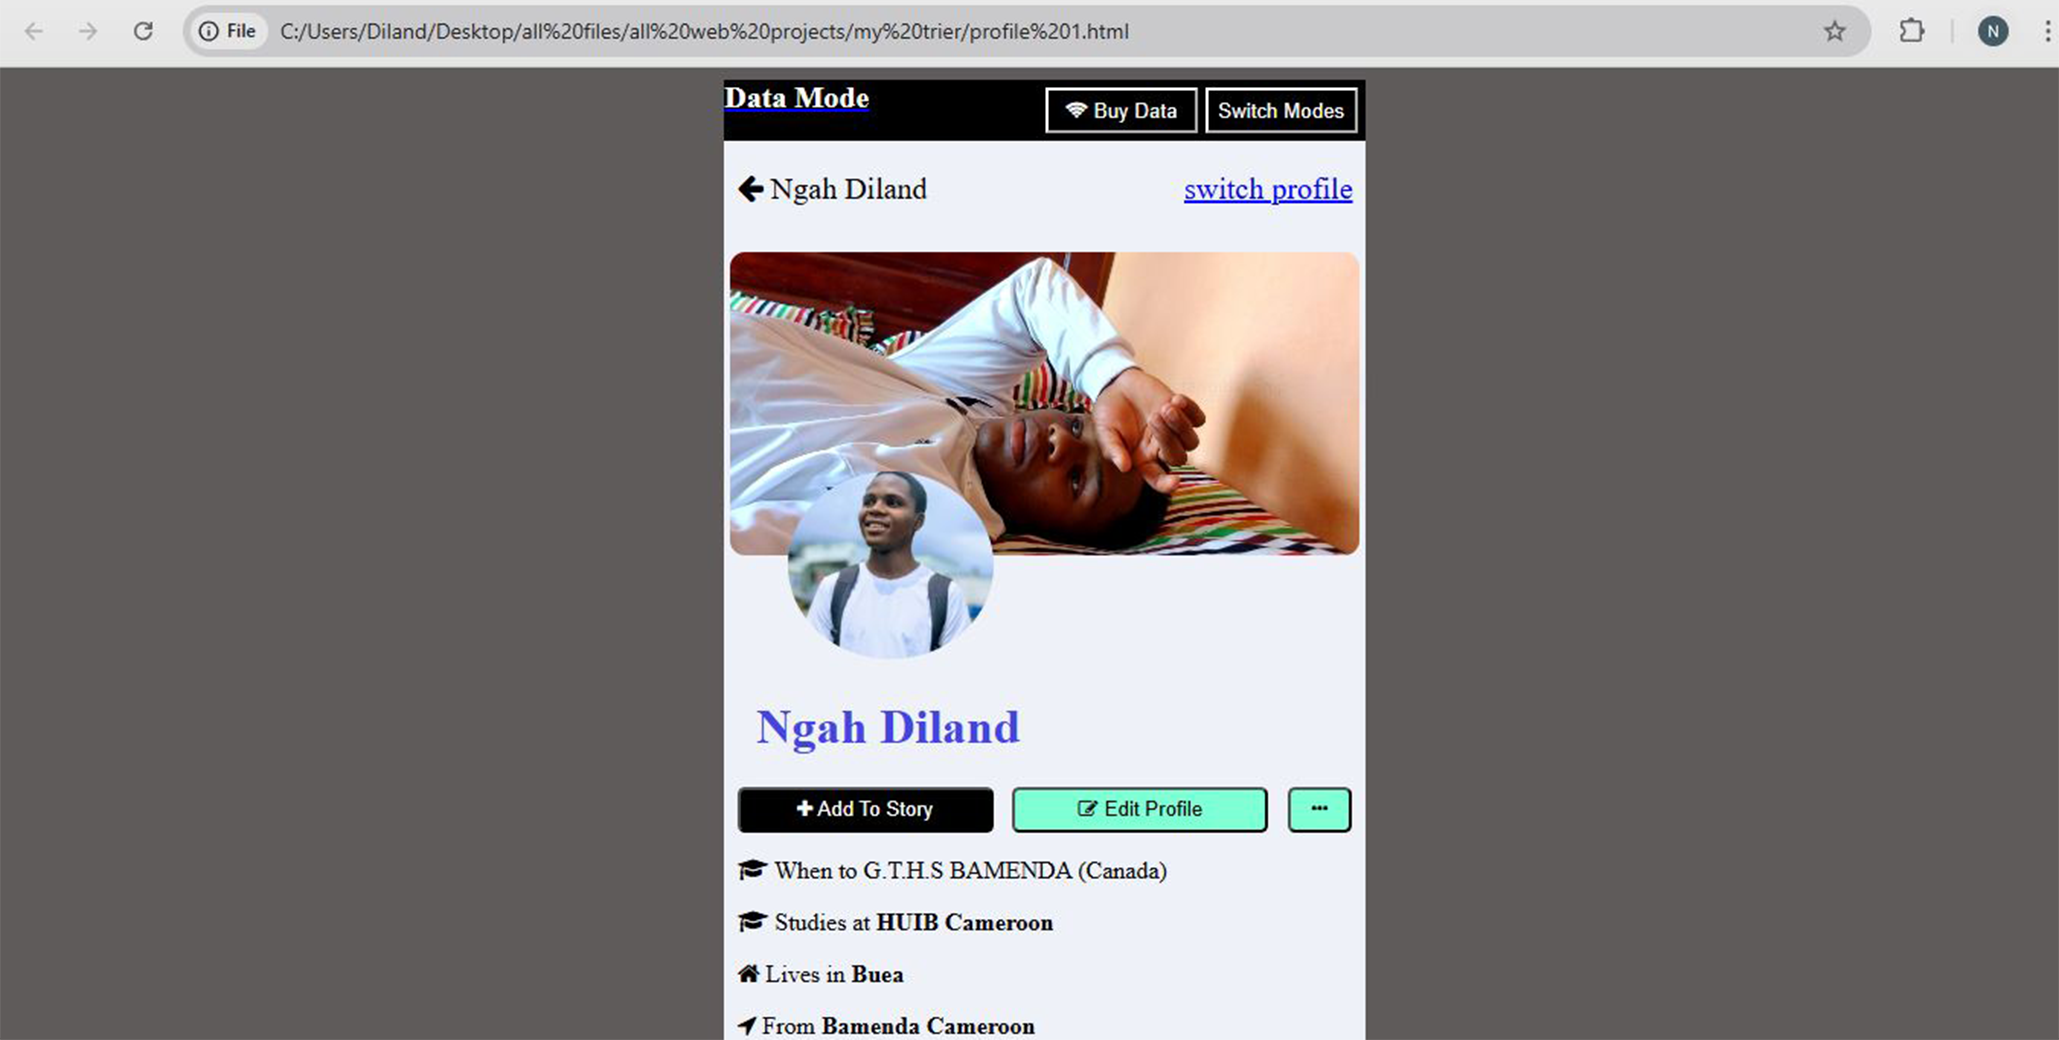 File C:/Users/Diland/Desktop/all%20files/all%20web%20projects/my%20trier/profile%201.html N
Data Mode Buy Data Switch Modes
Ngah Diland switch profile
Ngah Diland
Add To Story Edit Profile
When to G.T.H.S BAMENDA (Canada)
Studies at HUIB Cameroon
Lives in Buea
From Bamenda Cameroon